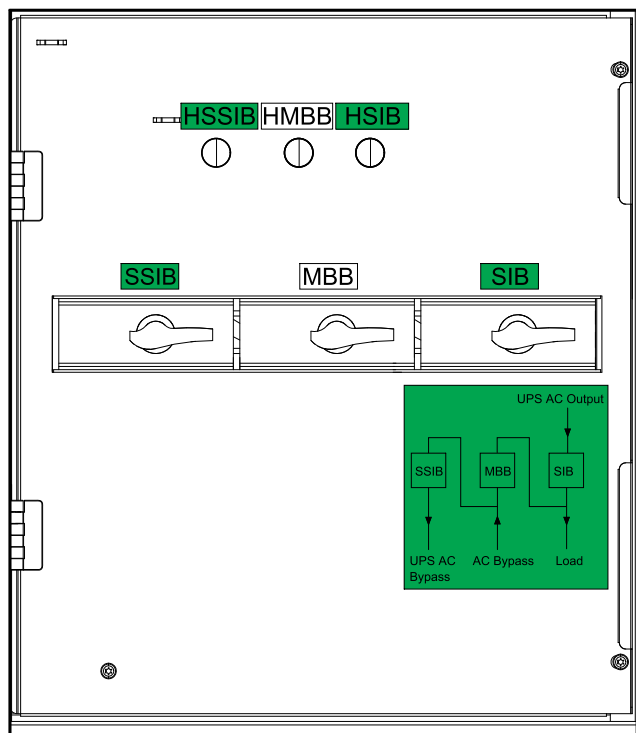 HSSIB HMBB HSIB
SSIB MBB SIB
UPS AC Output
SSIB MBB SIB
UPS AC AC Bypass Load
Bypass